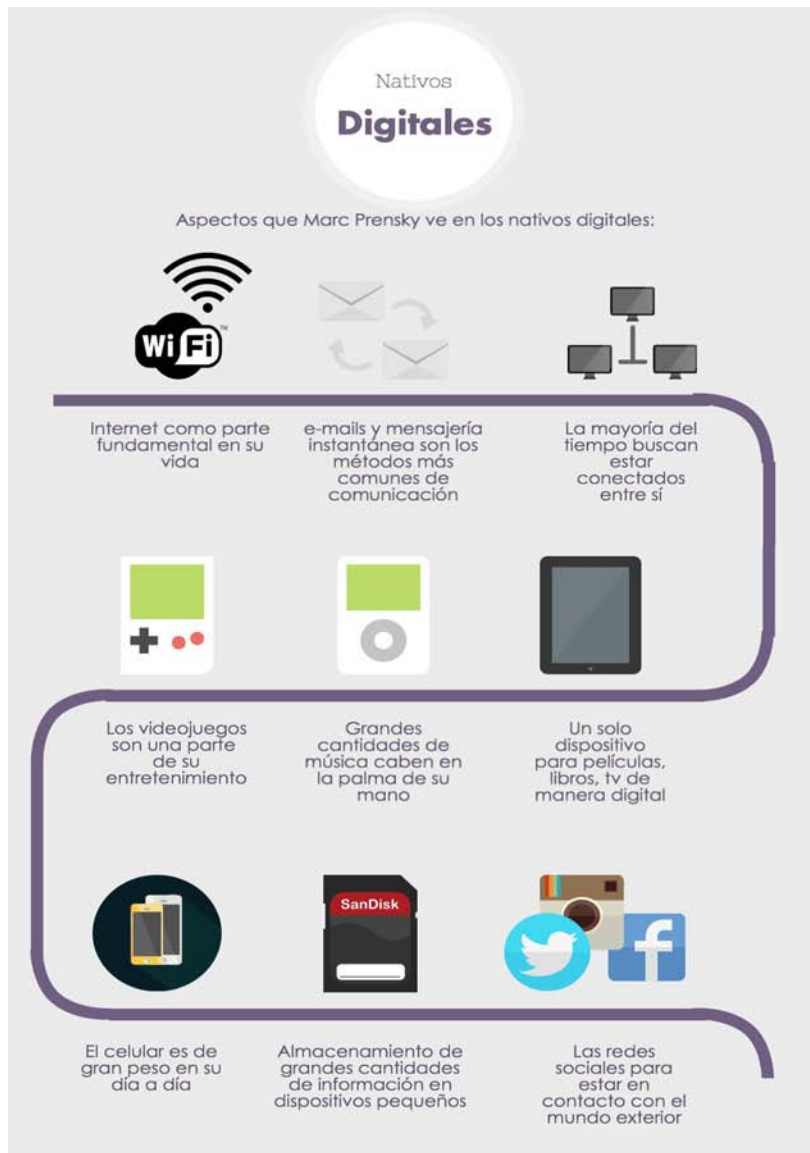 Nativos
Digitales
Aspectos que Marc Prensky ve en los nativos digitales:
WiFi™
Internet como parte
fundamental en su
vida
e-mails y mensajería
instantánea son los
métodos más
comunes de
comunicación
La mayoría del
tiempo buscan
estar
conectados
entre sí
Los videojuegos
son una parte
de su
entretenimiento
Grandes
cantidades de
música caben en
la palma de su
mano
Un solo
dispositivo
para películas,
libros, tv de
manera digital
SanDisk
f
El celular es de
gran peso en su
día a día
Almacenamiento de
grandes cantidades
de información en
dispositivos pequeños
Las redes
sociales para
estar en
contacto con el
mundo exterior